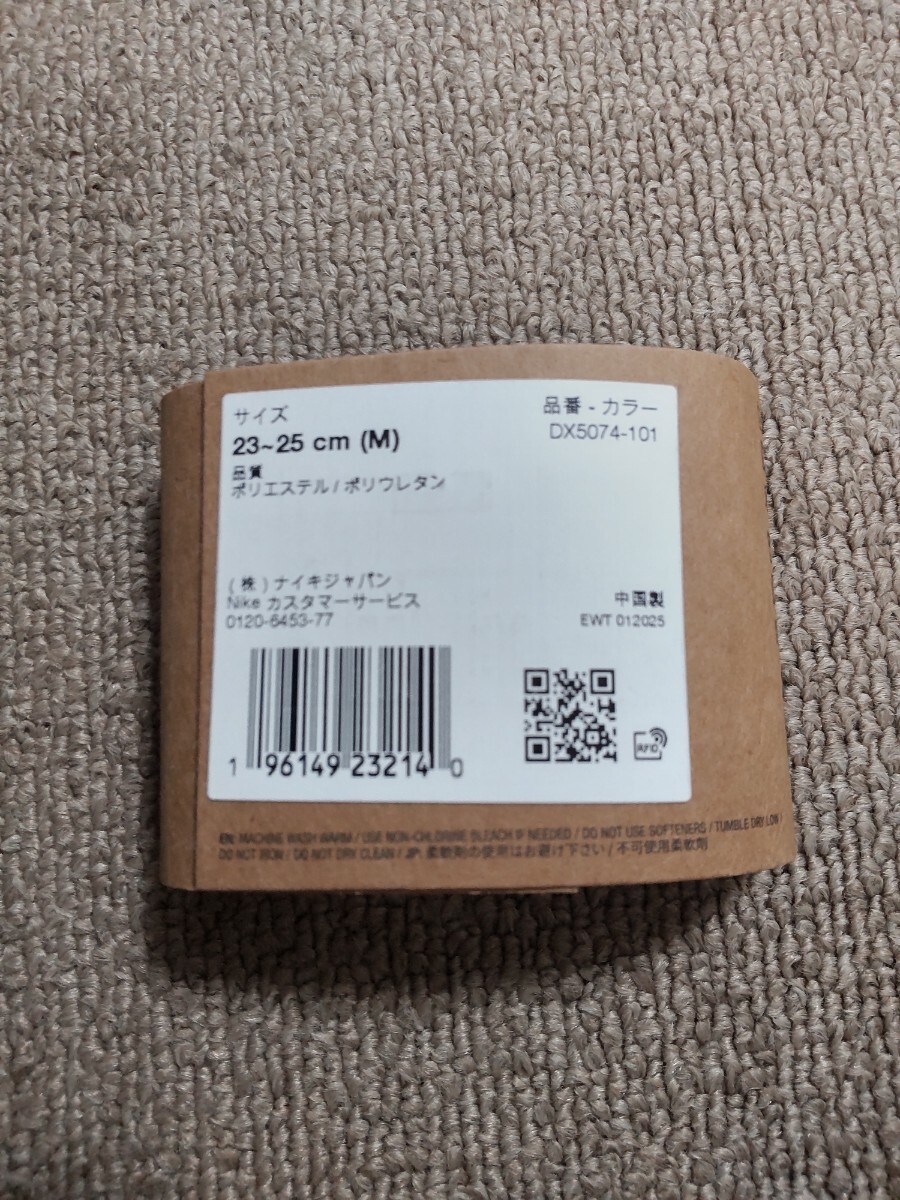 サイズ
品番 - カラー
23~25 cm (M)
DX5074-101
品質
ポリエステル / ポリウレタン
(株)ナイキジャパン
Nike カスタマーサービス
0120-6453-77
中国製
EWT 012025
1 96149 23214 0
RFID
EN: MACHINE WASH WARM / USE NON-CHLORINE BLEACH IF NEEDED / DO NOT USE SOFTENERS / TUMBLE DRY LOW /
DO NOT IRON / DO NOT DRY CLEAN / JP: 柔軟剤の使用はお避け下さい / 不可使用柔軟劑